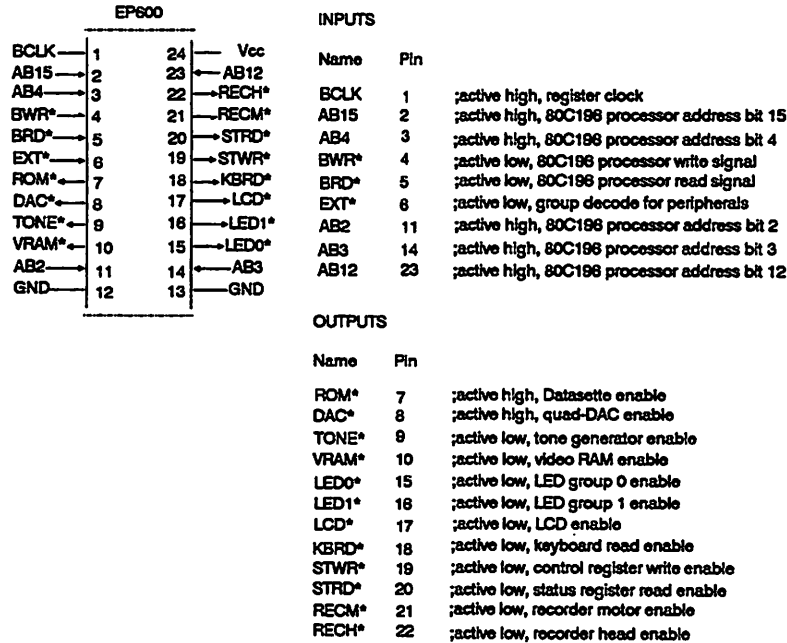 EP600
BCLK 1 24 Vcc
AB15 2 23 AB12
AB4 3 22 RECH*
BWR* 4 21 RECM*
BRD* 5 20 STRD*
EXT* 6 19 STWR*
ROM* 7 18 KBRD*
DAC* 8 17 LCD*
TONE* 9 16 LED1*
VRAM* 10 15 LED0*
AB2 11 14 AB3
GND 12 13 GND
INPUTS
Name Pin
BCLK 1 ;active high, register clock
AB15 2 ;active high, 80C196 processor address bit 15
AB4 3 ;active high, 80C196 processor address bit 4
BWR* 4 ;active low, 80C196 processor write signal
BRD* 5 ;active low, 80C196 processor read signal
EXT* 6 ;active low, group decode for peripherals
AB2 11 ;active high, 80C196 processor address bit 2
AB3 14 ;active high, 80C196 processor address bit 3
AB12 23 ;active high, 80C196 processor address bit 12
OUTPUTS
Name Pin
ROM* 7 ;active high, Datasette enable
DAC* 8 ;active high, quad-DAC enable
TONE* 9 ;active low, tone generator enable
VRAM* 10 ;active low, video RAM enable
LED0* 15 ;active low, LED group 0 enable
LED1* 16 ;active low, LED group 1 enable
LCD* 17 ;active low, LCD enable
KBRD* 18 ;active low, keyboard read enable
STWR* 19 ;active low, control register write enable
STRD* 20 ;active low, status register read enable
RECM* 21 ;active low, recorder motor enable
RECH* 22 ;active low, recorder head enable